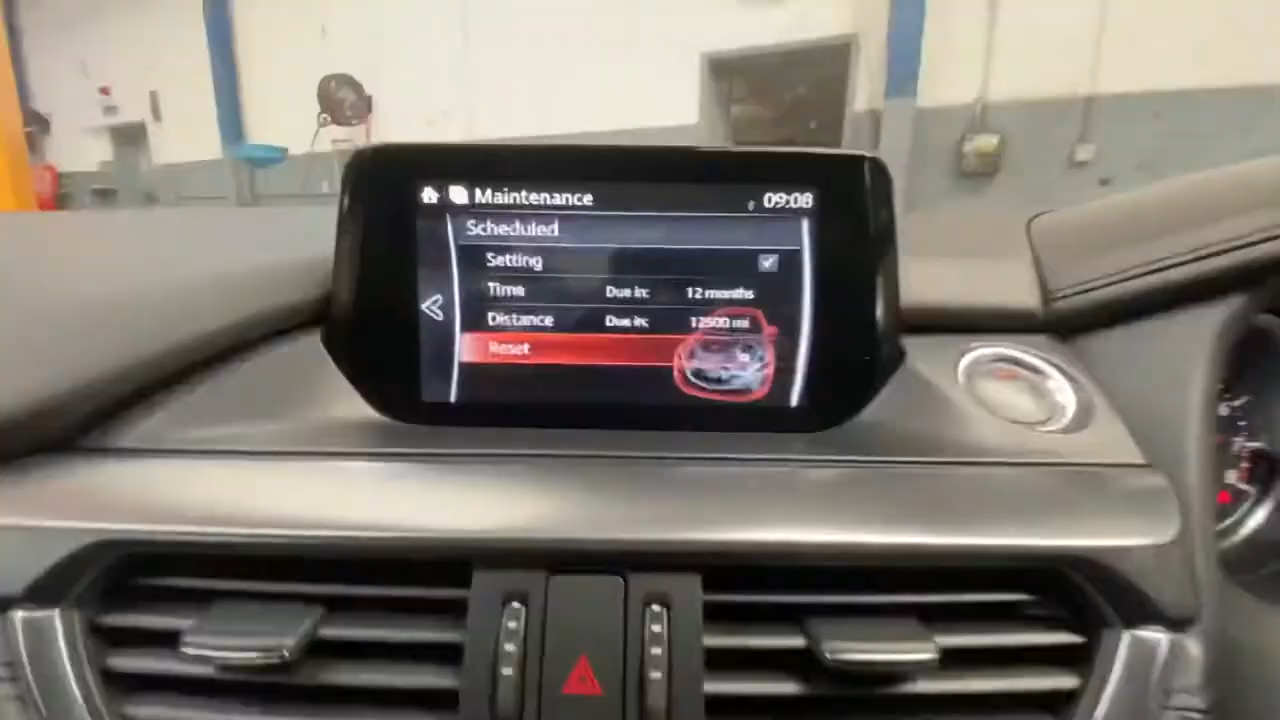 Maintenance 09:08
Scheduled
Setting
Time Due in: 12 months
Distance Due in: 12500 mi
Reset